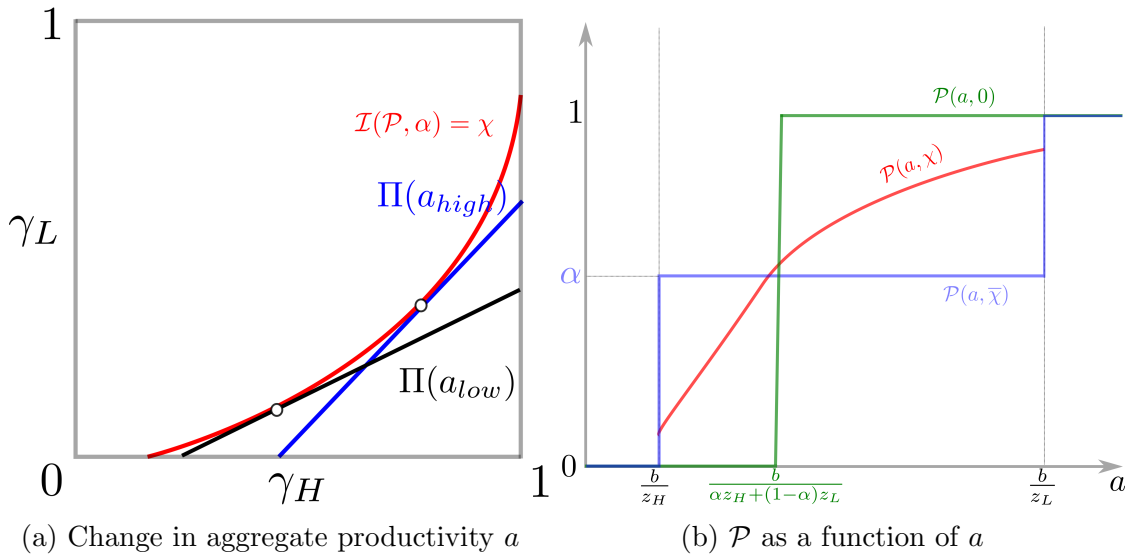 1
I(P, α) = χ
Π(a_high)
γ_L
Π(a_low)
0
γ_H
1
(a) Change in aggregate productivity a
P(a, 0)
1
P(a, χ)
α
P(a, χ̅)
0
b/z_H
b/(αz_H+(1−α)z_L)
b/z_L
a
(b) P as a function of a